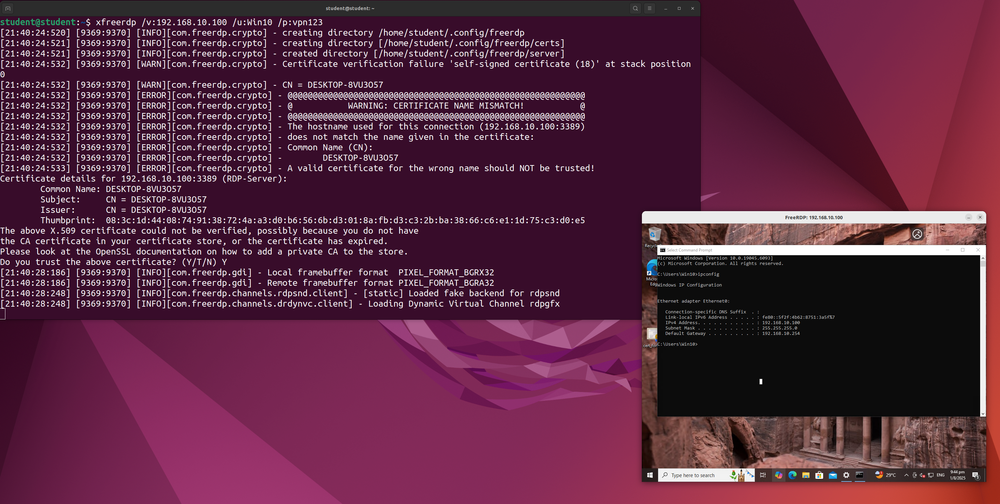 student@student: ~
student@student:~$ xfreerdp /v:192.168.10.100 /u:Win10 /p:vpn123
[21:40:24:520] [9369:9370] [INFO][com.freerdp.crypto] - creating directory /home/student/.config/freerdp
[21:40:24:521] [9369:9370] [INFO][com.freerdp.crypto] - creating directory [/home/student/.config/freerdp/certs]
[21:40:24:521] [9369:9370] [INFO][com.freerdp.crypto] - created directory [/home/student/.config/freerdp/server]
[21:40:24:532] [9369:9370] [WARN][com.freerdp.crypto] - Certificate verification failure 'self-signed certificate (18)' at stack position
0
[21:40:24:532] [9369:9370] [WARN][com.freerdp.crypto] - CN = DESKTOP-8VU3O57
[21:40:24:532] [9369:9370] [ERROR][com.freerdp.crypto] - @@@@@@@@@@@@@@@@@@@@@@@@@@@@@@@@@@@@@@@@@@@@@@@@@@@@@@@@@@@
[21:40:24:532] [9369:9370] [ERROR][com.freerdp.crypto] - @           WARNING: CERTIFICATE NAME MISMATCH!           @
[21:40:24:532] [9369:9370] [ERROR][com.freerdp.crypto] - @@@@@@@@@@@@@@@@@@@@@@@@@@@@@@@@@@@@@@@@@@@@@@@@@@@@@@@@@@@
[21:40:24:532] [9369:9370] [ERROR][com.freerdp.crypto] - The hostname used for this connection (192.168.10.100:3389)
[21:40:24:532] [9369:9370] [ERROR][com.freerdp.crypto] - does not match the name given in the certificate:
[21:40:24:532] [9369:9370] [ERROR][com.freerdp.crypto] - Common Name (CN):
[21:40:24:532] [9369:9370] [ERROR][com.freerdp.crypto] -        DESKTOP-8VU3O57
[21:40:24:533] [9369:9370] [ERROR][com.freerdp.crypto] - A valid certificate for the wrong name should NOT be trusted!
Certificate details for 192.168.10.100:3389 (RDP-Server):
Common Name: DESKTOP-8VU3O57
Subject:     CN = DESKTOP-8VU3O57
Issuer:      CN = DESKTOP-8VU3O57
Thumbprint:  08:3c:1d:44:08:74:91:38:72:4a:a3:d0:b6:56:6b:d3:01:8a:fb:d3:c3:2b:ba:38:66:c6:e1:1d:75:c3:d0:e5
The above X.509 certificate could not be verified, possibly because you do not have
the CA certificate in your certificate store, or the certificate has expired.
Please look at the OpenSSL documentation on how to add a private CA to the store.
Do you trust the above certificate? (Y/T/N) Y
[21:40:28:186] [9369:9370] [INFO][com.freerdp.gdi] - Local framebuffer format  PIXEL_FORMAT_BGRX32
[21:40:28:186] [9369:9370] [INFO][com.freerdp.gdi] - Remote framebuffer format PIXEL_FORMAT_BGRA32
[21:40:28:248] [9369:9370] [INFO][com.freerdp.channels.rdpsnd.client] - [static] Loaded fake backend for rdpsnd
[21:40:28:248] [9369:9370] [INFO][com.freerdp.channels.drdynvc.client] - Loading Dynamic Virtual Channel rdpgfx
FreeRDP: 192.168.10.100
Select Command Prompt
Microsoft Windows [Version 10.0.19045.6093]
(c) Microsoft Corporation. All rights reserved.
C:\Users\Win10>ipconfig
Windows IP Configuration
Ethernet adapter Ethernet0:
Connection-specific DNS Suffix  . :
Link-local IPv6 Address . . . . . : fe80::5f2f:4b62:8751:3a5f%7
IPv4 Address. . . . . . . . . . . : 192.168.10.100
Subnet Mask . . . . . . . . . . . : 255.255.255.0
Default Gateway . . . . . . . . . : 192.168.10.254
C:\Users\Win10>
Type here to search
29°C
ENG
9:44 pm
1/8/2025
3